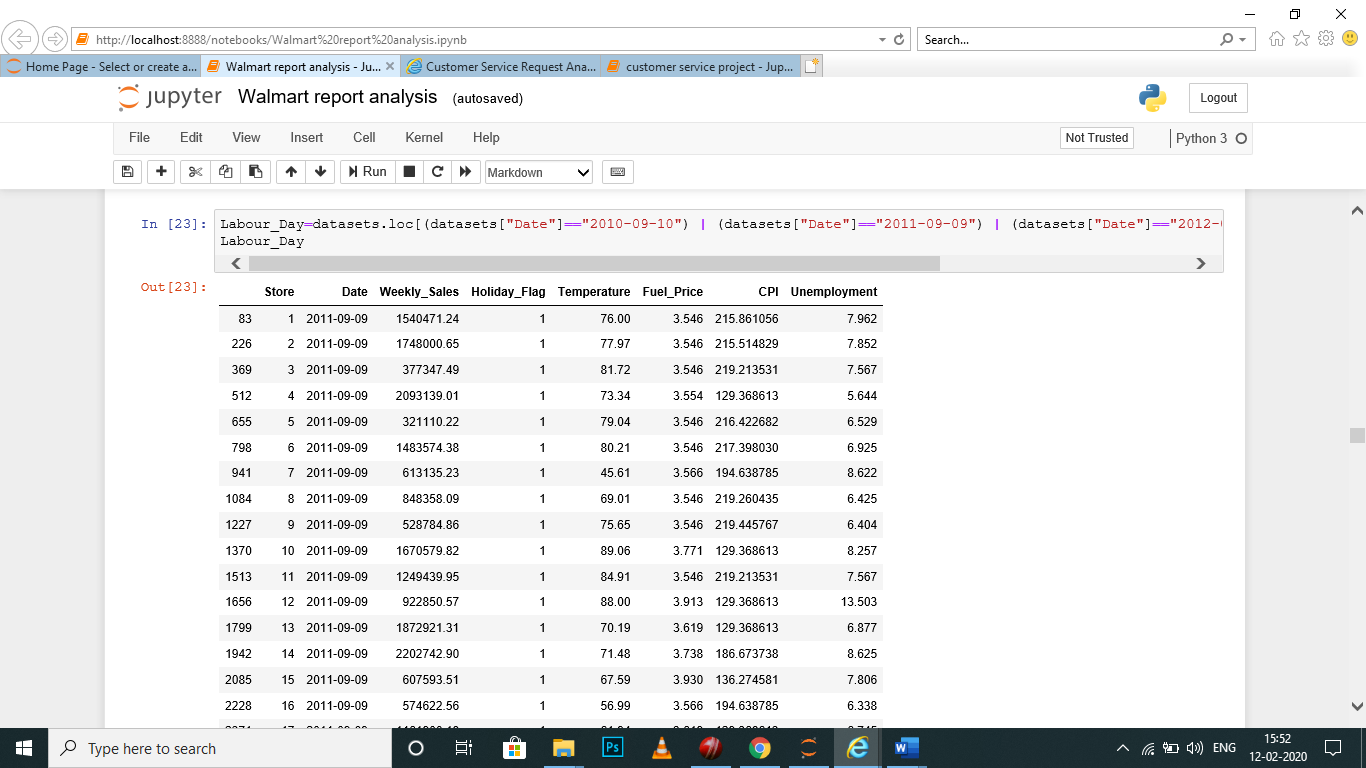 http://localhost:8888/notebooks/Walmart%20report%20analysis.ipynb
Search...
Home Page - Select or create a...
Walmart report analysis - Ju...
Customer Service Request Ana...
customer service project - Jup...
jupyter Walmart report analysis (autosaved)
Logout
File Edit View Insert Cell Kernel Help
Not Trusted
Python 3
Run
Markdown
In [23]: Labour_Day=datasets.loc[(datasets["Date"]=="2010-09-10") | (datasets["Date"]=="2011-09-09") | (datasets["Date"]=="2012-
Labour_Day
Out[23]:
Store Date Weekly_Sales Holiday_Flag Temperature Fuel_Price CPI Unemployment
83 1 2011-09-09 1540471.24 1 76.00 3.546 215.861056 7.962
226 2 2011-09-09 1748000.65 1 77.97 3.546 215.514829 7.852
369 3 2011-09-09 377347.49 1 81.72 3.546 219.213531 7.567
512 4 2011-09-09 2093139.01 1 73.34 3.554 129.368613 5.644
655 5 2011-09-09 321110.22 1 79.04 3.546 216.422682 6.529
798 6 2011-09-09 1483574.38 1 80.21 3.546 217.398030 6.925
941 7 2011-09-09 613135.23 1 45.61 3.566 194.638785 8.622
1084 8 2011-09-09 848358.09 1 69.01 3.546 219.260435 6.425
1227 9 2011-09-09 528784.86 1 75.65 3.546 219.445767 6.404
1370 10 2011-09-09 1670579.82 1 89.06 3.771 129.368613 8.257
1513 11 2011-09-09 1249439.95 1 84.91 3.546 219.213531 7.567
1656 12 2011-09-09 922850.57 1 88.00 3.913 129.368613 13.503
1799 13 2011-09-09 1872921.31 1 70.19 3.619 129.368613 6.877
1942 14 2011-09-09 2202742.90 1 71.48 3.738 186.673738 8.625
2085 15 2011-09-09 607593.51 1 67.59 3.930 136.274581 7.806
2228 16 2011-09-09 574622.56 1 56.99 3.566 194.638785 6.338
Type here to search
Ps
ENG
15:52
12-02-2020